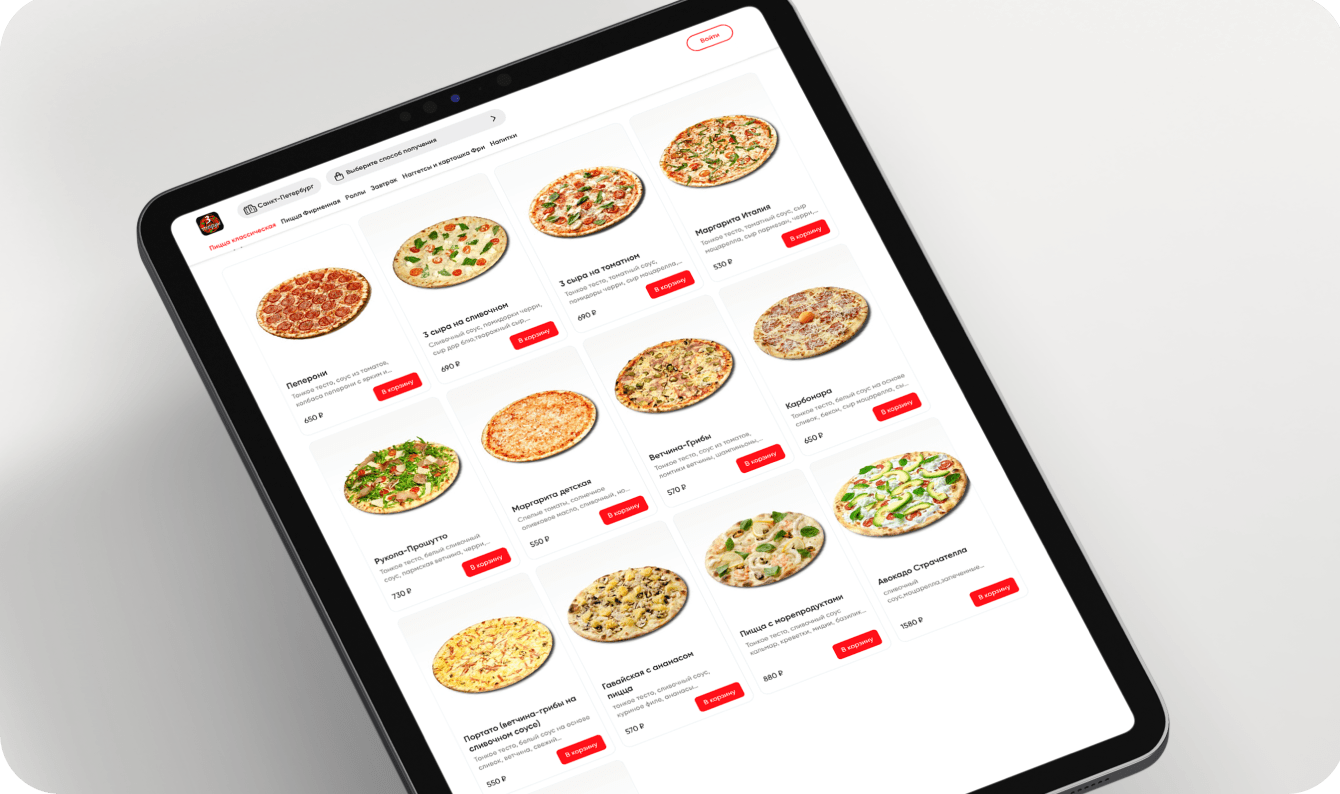 Войти
Санкт-Петербург
Выберите способ получения
Пицца классическая Пицца Фирменная Роллы Завтрак Наггетсы и картошка Фри Напитки
Пеперони
Тонкое тесто, соус из томатов,
колбаса пеперони с ярким и...
650 ₽
В корзину
3 сыра на сливочном
Сливочный соус, помидорки черри,
сыр дор блю,творожный сыр,...
690 ₽
В корзину
3 сыра на томатном
Тонкое тесто, томатный соус,
помидоры черри, сыр моцарелла,...
690 ₽
В корзину
Маргарита Италия
Тонкое тесто, томатный соус, сыр
моцарелла, сыр пармезан, черри,...
530 ₽
В корзину
Рукола-Прошутто
Тонкое тесто, белый сливочный
соус, пармская ветчина, черри,...
730 ₽
В корзину
Маргарита детская
Спелые томаты, солнечное
оливковое масло, сливочный, но...
550 ₽
В корзину
Ветчина-Грибы
Тонкое тесто, соус из томатов,
ломтики ветчины, шампиньоны,...
570 ₽
В корзину
Карбонара
Тонкое тесто, белый соус на основе
сливок, бекон, сыр моцарелла, сы...
650 ₽
В корзину
Портато (ветчина-грибы на
сливочном соусе)
Тонкое тесто, белый соус на основе
сливок, ветчина, свежий...
550 ₽
В корзину
Гавайская с ананасом
пицца
тонкое тесто, сливочный соус,
куриное филе, ананасы...
570 ₽
В корзину
Пицца с морепродуктами
Тонкое тесто, сливочный соус
кальмар, креветки, мидии, базилик...
880 ₽
В корзину
Авокадо Страчателла
сливочный
соус,моцарелла,запеченные...
1580 ₽
В корзину